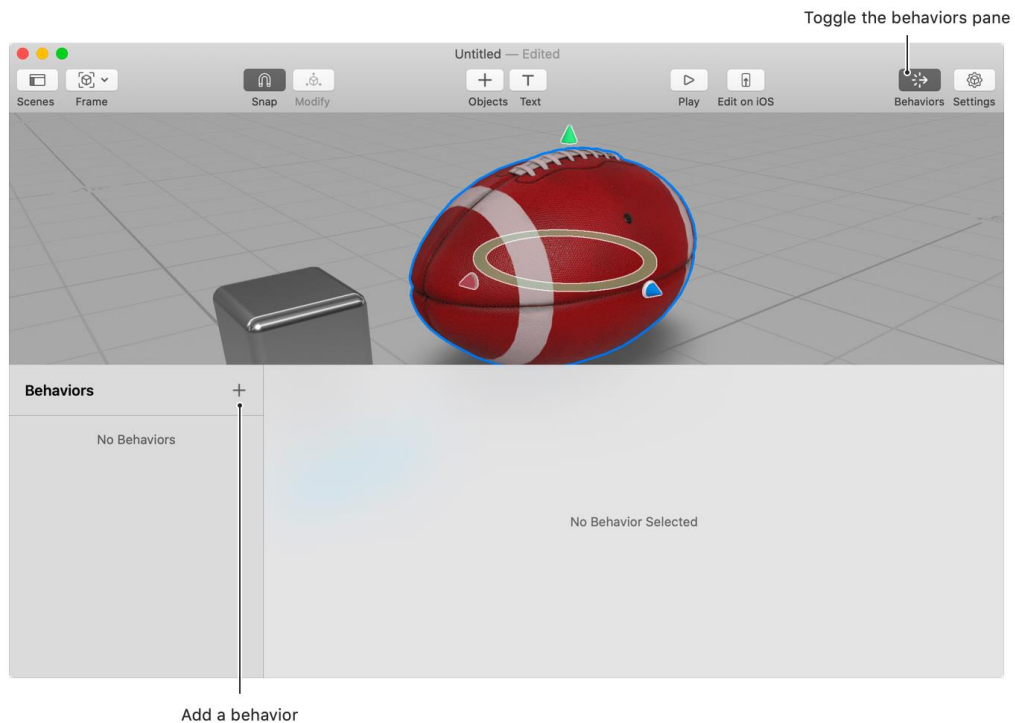 Toggle the behaviors pane
Untitled — Edited
Scenes Frame Snap Modify Objects Text Play Edit on iOS Behaviors Settings
Behaviors
No Behaviors
No Behavior Selected
Add a behavior